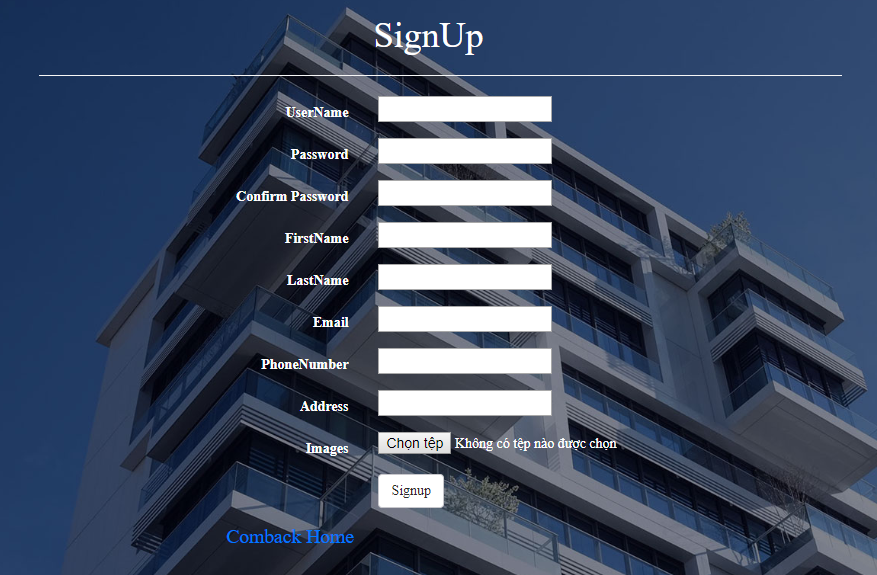 SignUp
UserName
Password
Confirm Password
FirstName
LastName
Email
PhoneNumber
Address
Images Chọn tệp Không có tệp nào được chọn
Signup
Comback Home